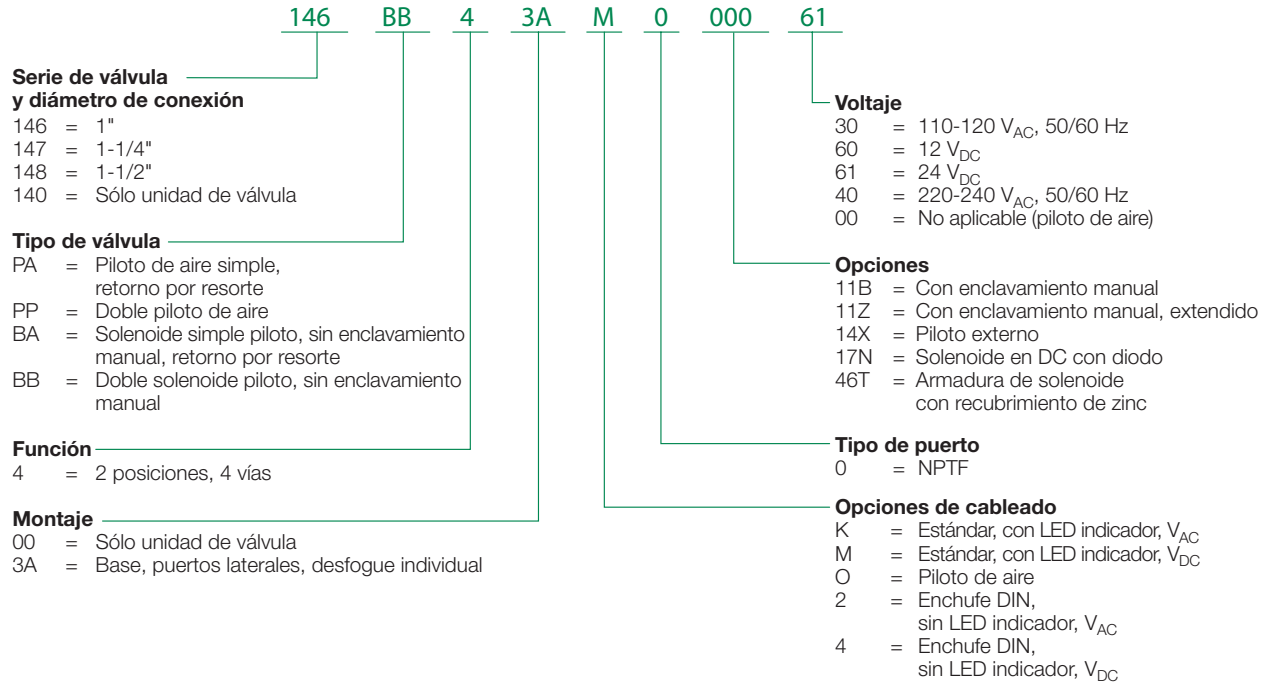 146 BB 4 3A M 0 000 61
Serie de válvula
y diámetro de conexión
146 = 1"
147 = 1-1/4"
148 = 1-1/2"
140 = Sólo unidad de válvula
Tipo de válvula
PA = Piloto de aire simple,
retorno por resorte
PP = Doble piloto de aire
BA = Solenoide simple piloto, sin enclavamiento
manual, retorno por resorte
BB = Doble solenoide piloto, sin enclavamiento
manual
Función
4 = 2 posiciones, 4 vías
Montaje
00 = Sólo unidad de válvula
3A = Base, puertos laterales, desfogue individual
Voltaje
30 = 110-120 VAC, 50/60 Hz
60 = 12 VDC
61 = 24 VDC
40 = 220-240 VAC, 50/60 Hz
00 = No aplicable (piloto de aire)
Opciones
11B = Con enclavamiento manual
11Z = Con enclavamiento manual, extendido
14X = Piloto externo
17N = Solenoide en DC con diodo
46T = Armadura de solenoide
con recubrimiento de zinc
Tipo de puerto
0 = NPTF
Opciones de cableado
K = Estándar, con LED indicador, VAC
M = Estándar, con LED indicador, VDC
O = Piloto de aire
2 = Enchufe DIN,
sin LED indicador, VAC
4 = Enchufe DIN,
sin LED indicador, VDC